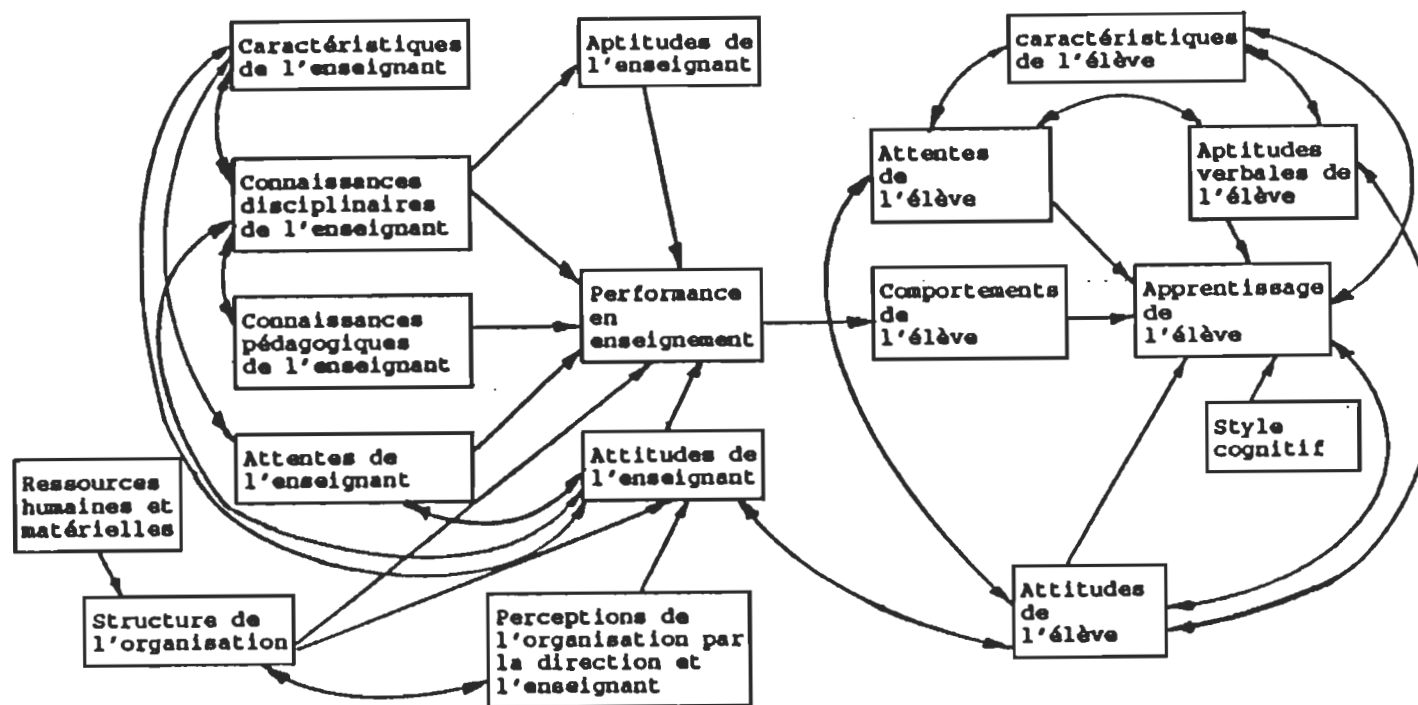 Caractéristiques
de l'enseignant
Aptitudes de
l'enseignant
caractéristiques
de l'élève
Connaissances
disciplinaires
de l'enseignant
Attentes
de
l'élève
Aptitudes
verbales de
l'élève
Connaissances
pédagogiques
de l'enseignant
Performance
en
enseignement
Comportements
de
l'élève
Apprentissage
de
l'élève
Attentes de
l'enseignant
Attitudes de
l'enseignant
Style
cognitif
Ressources
humaines et
matérielles
Structure de
l'organisation
Perceptions de
l'organisation par
la direction et
l'enseignant
Attitudes
de
l'élève